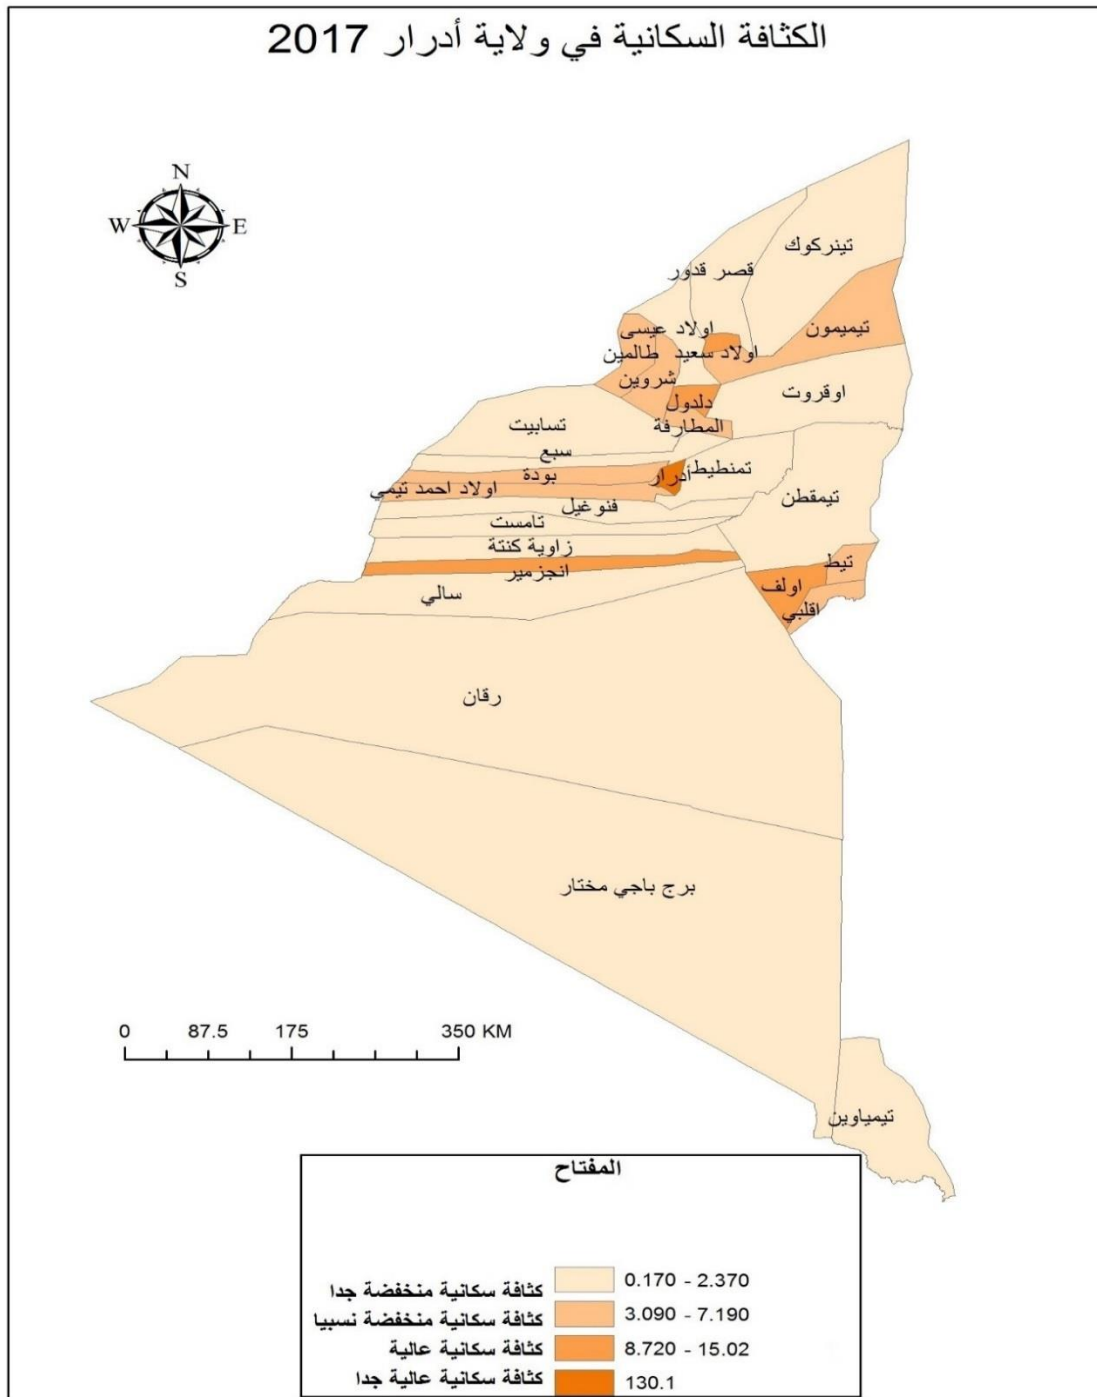 الكثافة السكانية في ولاية أدرار 2017
N
W E
S
تينركوك
قصر قدور
تيميمون
اولاد عيسى
اولاد سعيد
طالمين
شروين
اوقروت
دلدول
المطارفة
تسابيت
سبع
تمنطيط
أدرار
بودة
اولاد احمد تيمي
تيمقطن
فنوغيل
تامست
زاوية كنتة
انجزمير
تيط
اولف
اقلبي
سالي
رقان
برج باجي مختار
0 87.5 175 350 KM
تيمياوين
المفتاح
كثافة سكانية منخفضة جدا 0.170 - 2.370
كثافة سكانية منخفضة نسبيا 3.090 - 7.190
كثافة سكانية عالية 8.720 - 15.02
كثافة سكانية عالية جدا 130.1